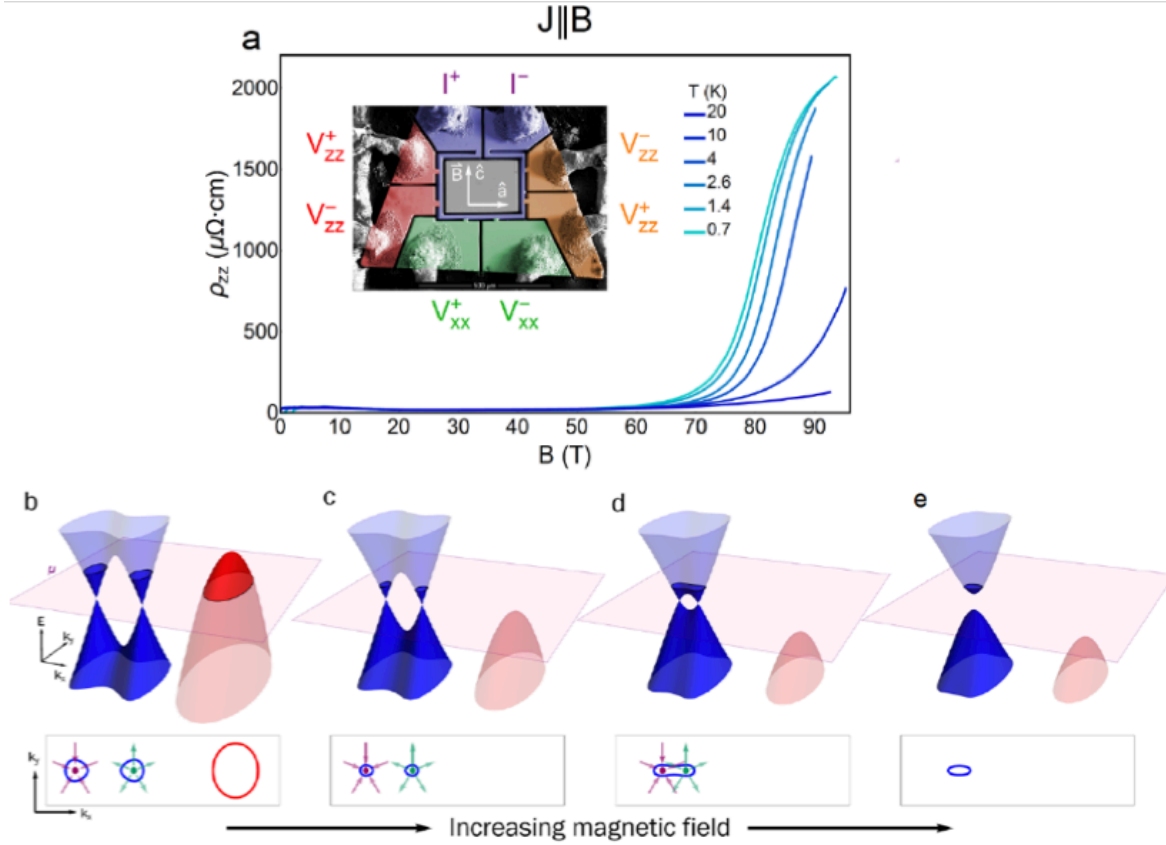 J∥B
a
I⁺ I⁻
2000
1500
1000
500
0
ρzz (μΩ·cm)
V⁺zz
V⁻zz
V⁻zz
V⁺zz
B ĉ
â
V⁺xx V⁻xx
T (K)
20
10
4
2.6
1.4
0.7
0 10 20 30 40 50 60 70 80 90
B (T)
b c d e
μ
E
ky
kx
ky
kx
Increasing magnetic field